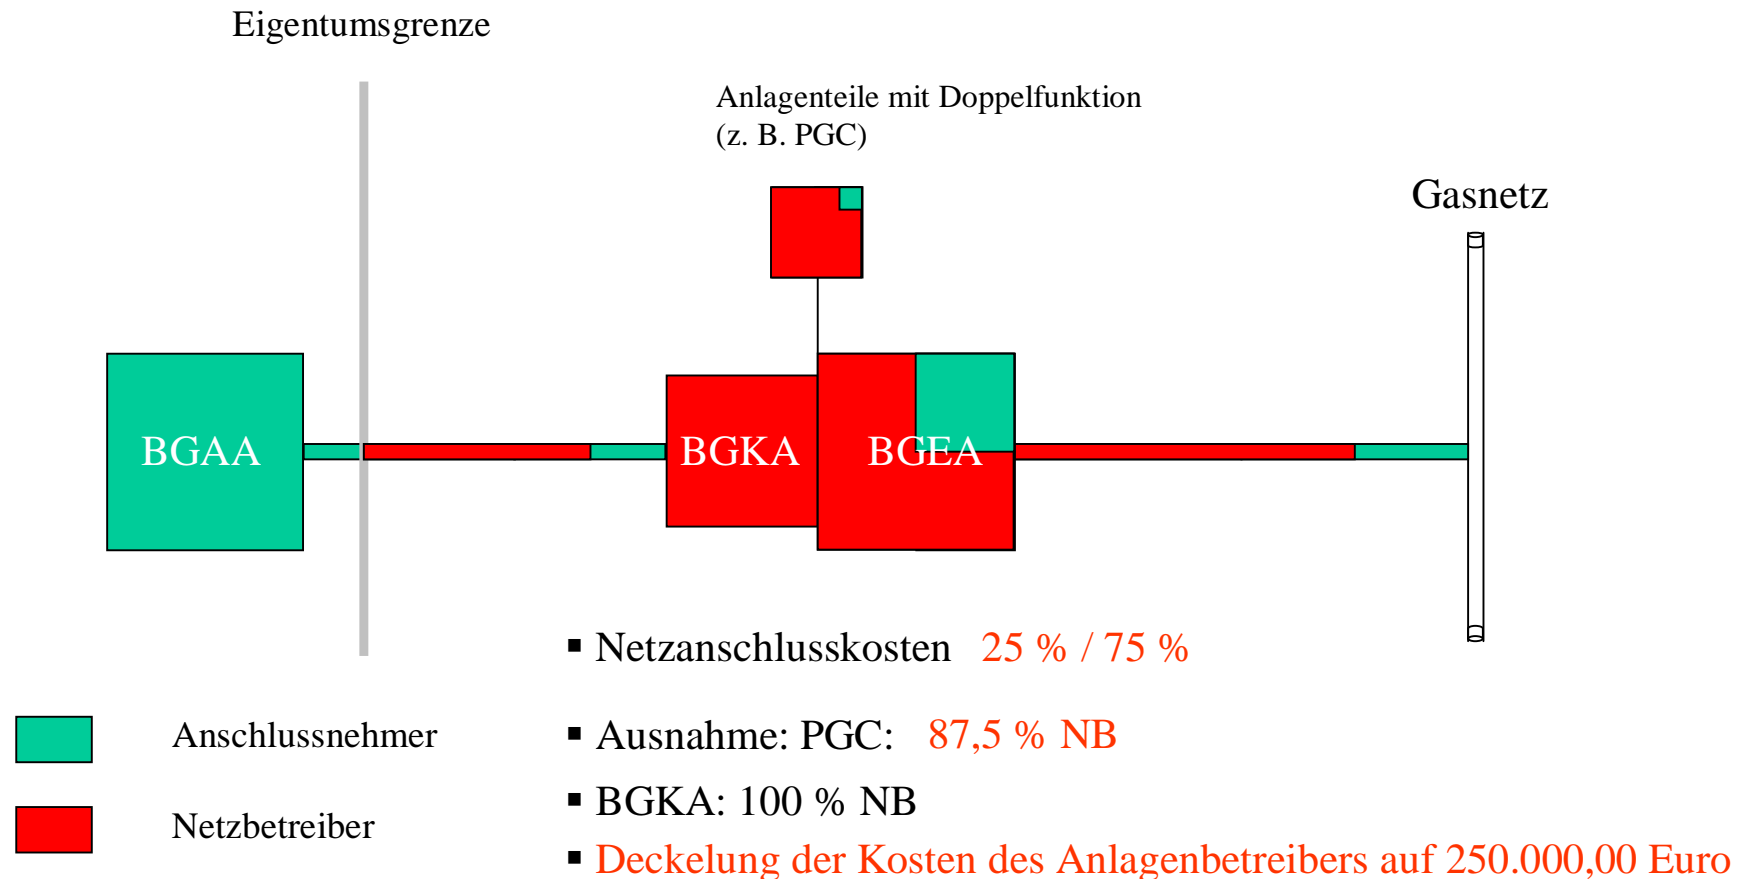 Eigentumsgrenze
Anlagenteile mit Doppelfunktion
(z. B. PGC)
Gasnetz
BGAA
BGKA
BGEA
▪ Netzanschlusskosten 25 % / 75 %
Anschlussnehmer
▪ Ausnahme: PGC: 87,5 % NB
▪ BGKA: 100 % NB
Netzbetreiber
▪ Deckelung der Kosten des Anlagenbetreibers auf 250.000,00 Euro